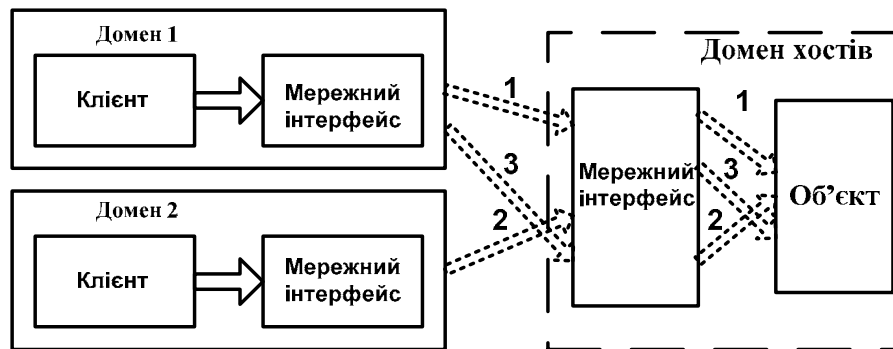 Домен 1
Клієнт
Мережний
інтерфейс
Домен 2
Клієнт
Мережний
інтерфейс
1
3
2
Домен хостів
Мережний
інтерфейс
1
3
2
Об’єкт